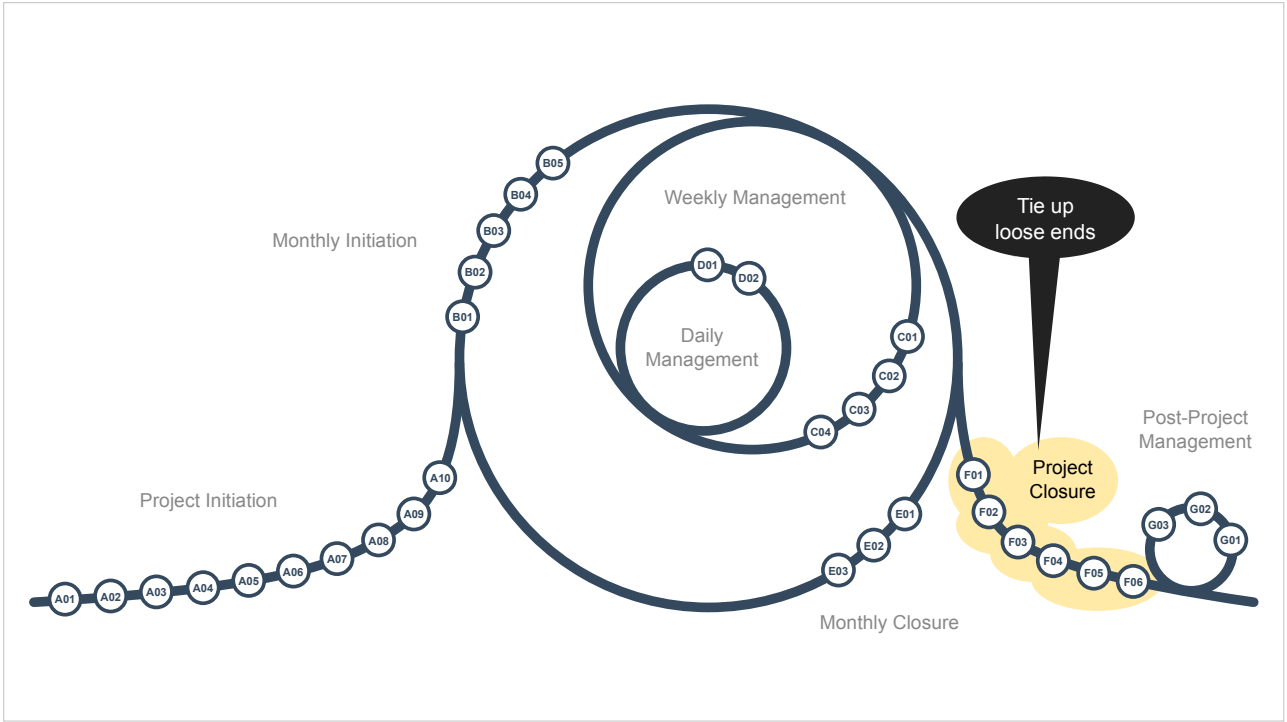 Monthly Initiation
B05
B04
B03
B02
B01
Weekly Management
D01
D02
Daily
Management
C01
C02
C03
C04
Tie up
loose ends
Project Initiation
A01
A02
A03
A04
A05
A06
A07
A08
A09
A10
E01
E02
E03
Monthly Closure
Project
Closure
F01
F02
F03
F04
F05
F06
Post-Project
Management
G03
G02
G01